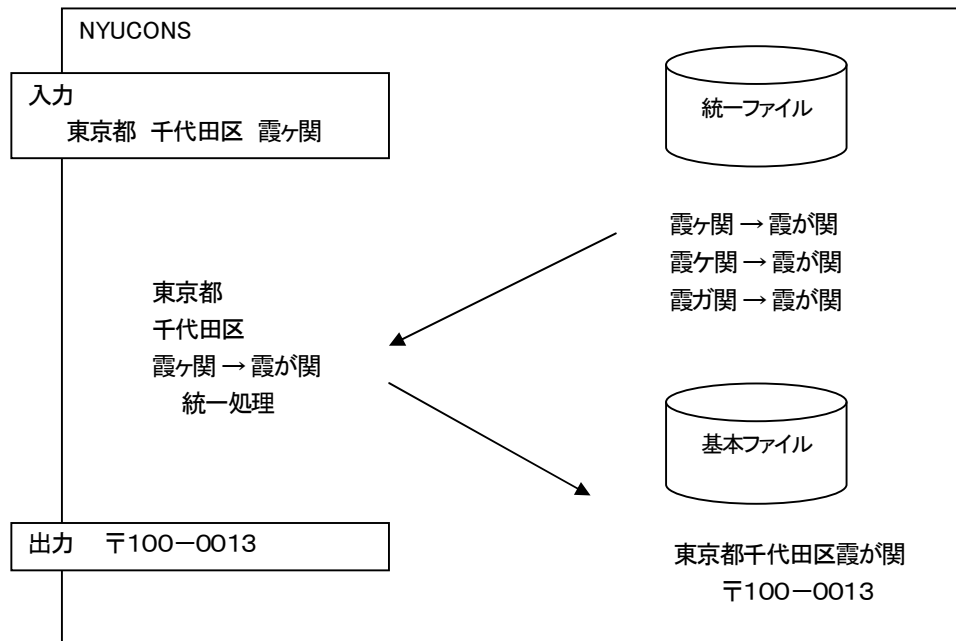 NYUCONS
入力
東京都 千代田区 霞ヶ関
統一ファイル
霞ヶ関 → 霞が関
霞ケ関 → 霞が関
霞ガ関 → 霞が関
東京都
千代田区
霞ヶ関 → 霞が関
統一処理
基本ファイル
出力 〒100-0013
東京都千代田区霞が関
〒100-0013